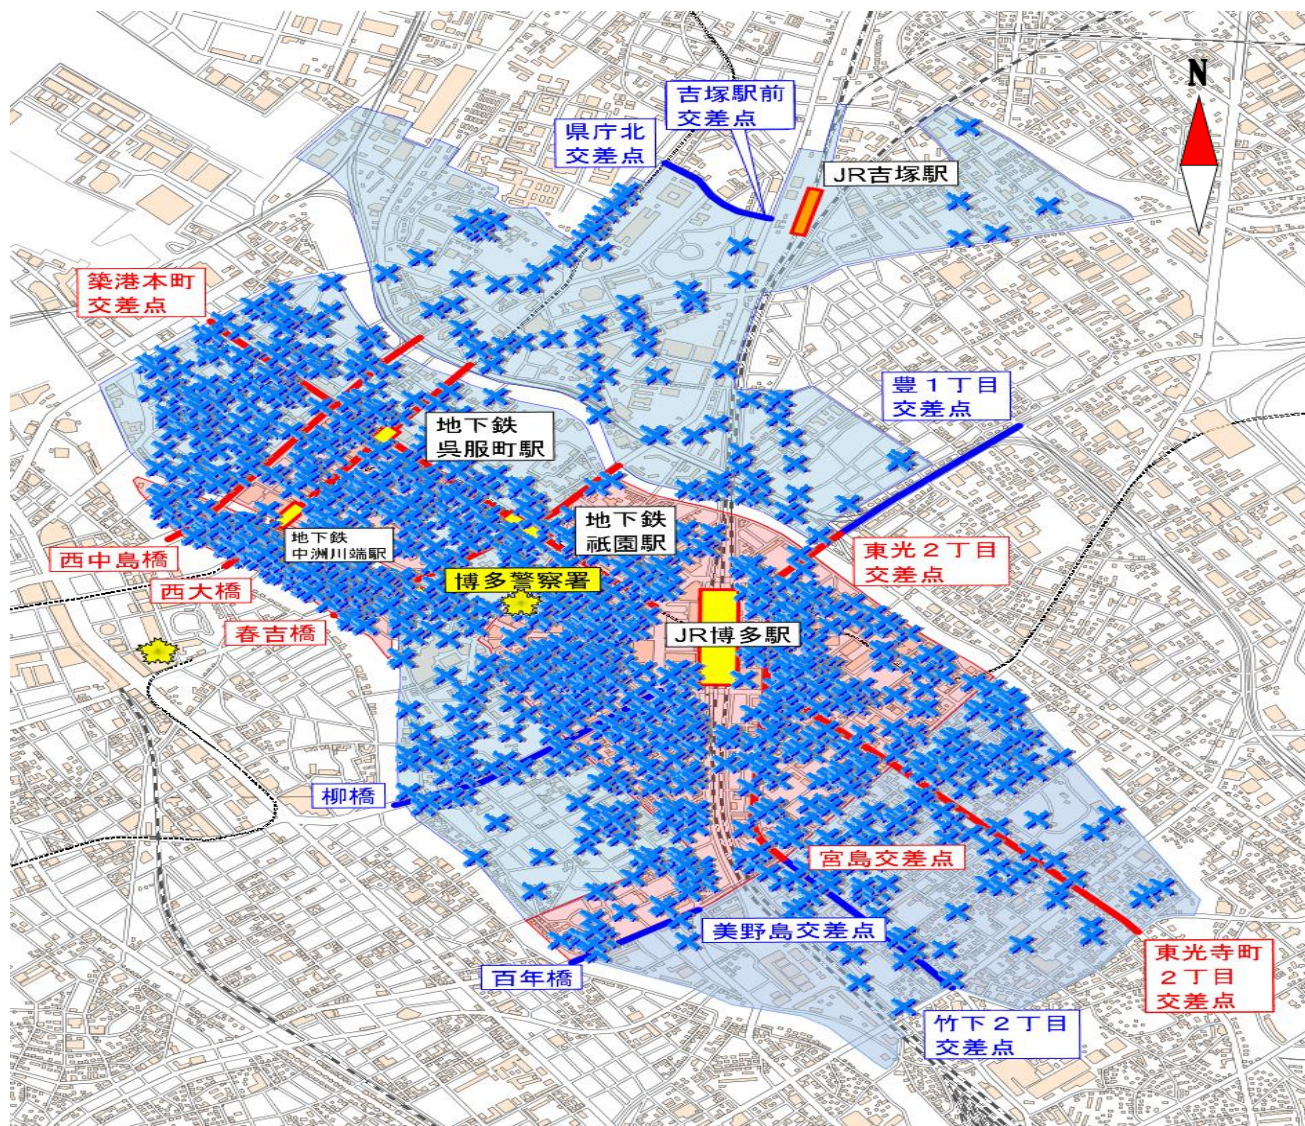 N
吉塚駅前
交差点
県庁北
交差点
JR吉塚駅
築港本町
交差点
豊1丁目
交差点
地下鉄
呉服町駅
地下鉄
中洲川端駅
地下鉄
祇園駅
西中島橋
東光2丁目
交差点
西大橋
博多警察署
春吉橋
JR博多駅
柳橋
宮島交差点
美野島交差点
百年橋
東光寺町
2丁目
交差点
竹下2丁目
交差点